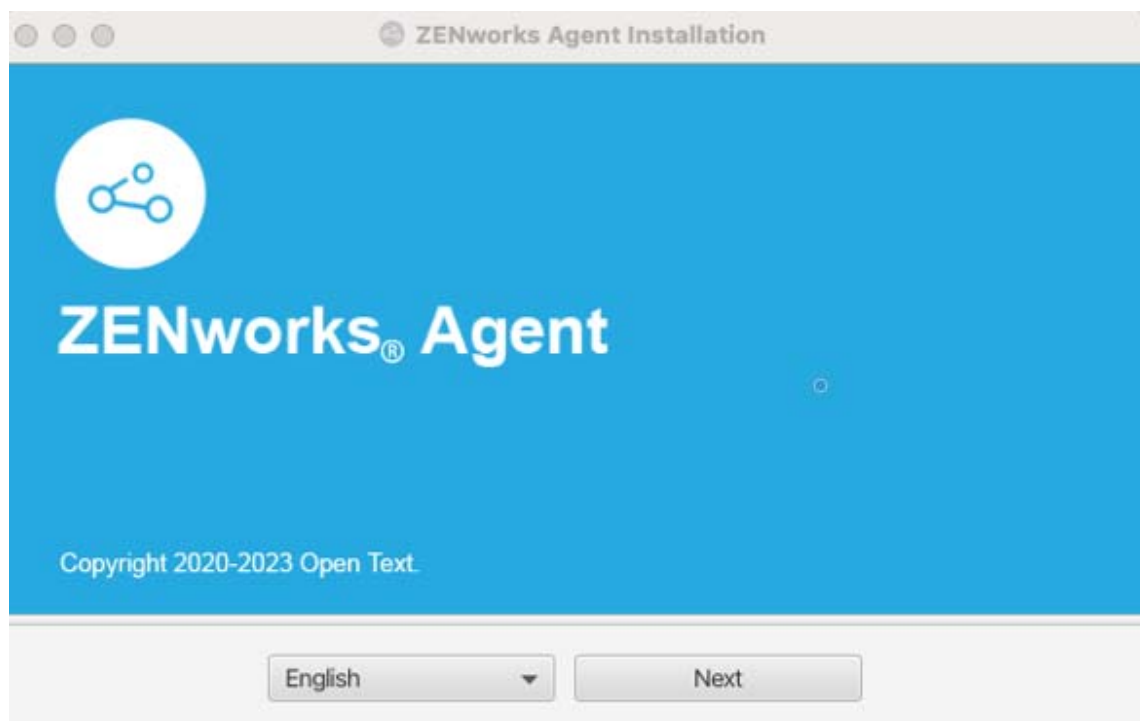 ZENworks Agent Installation
ZENworks® Agent
Copyright 2020-2023 Open Text.
English
Next